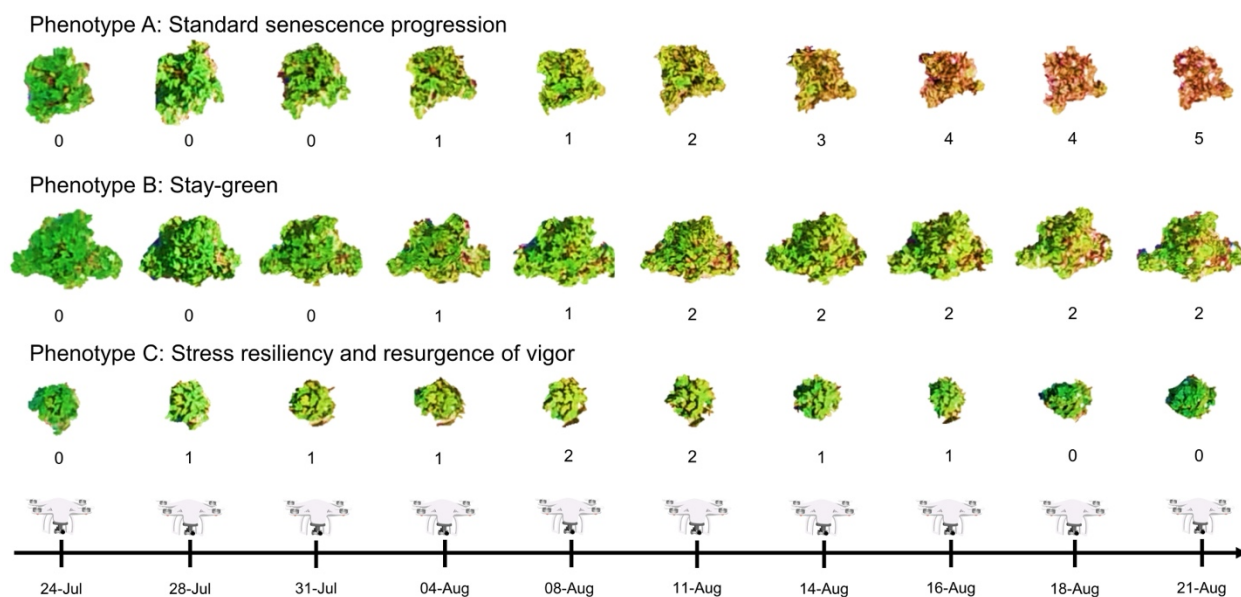 Phenotype A: Standard senescence progression
0 0 0 1 1 2 3 4 4 5
Phenotype B: Stay-green
0 0 0 1 1 2 2 2 2 2
Phenotype C: Stress resiliency and resurgence of vigor
0 1 1 1 2 2 1 1 0 0
24-Jul 28-Jul 31-Jul 04-Aug 08-Aug 11-Aug 14-Aug 16-Aug 18-Aug 21-Aug